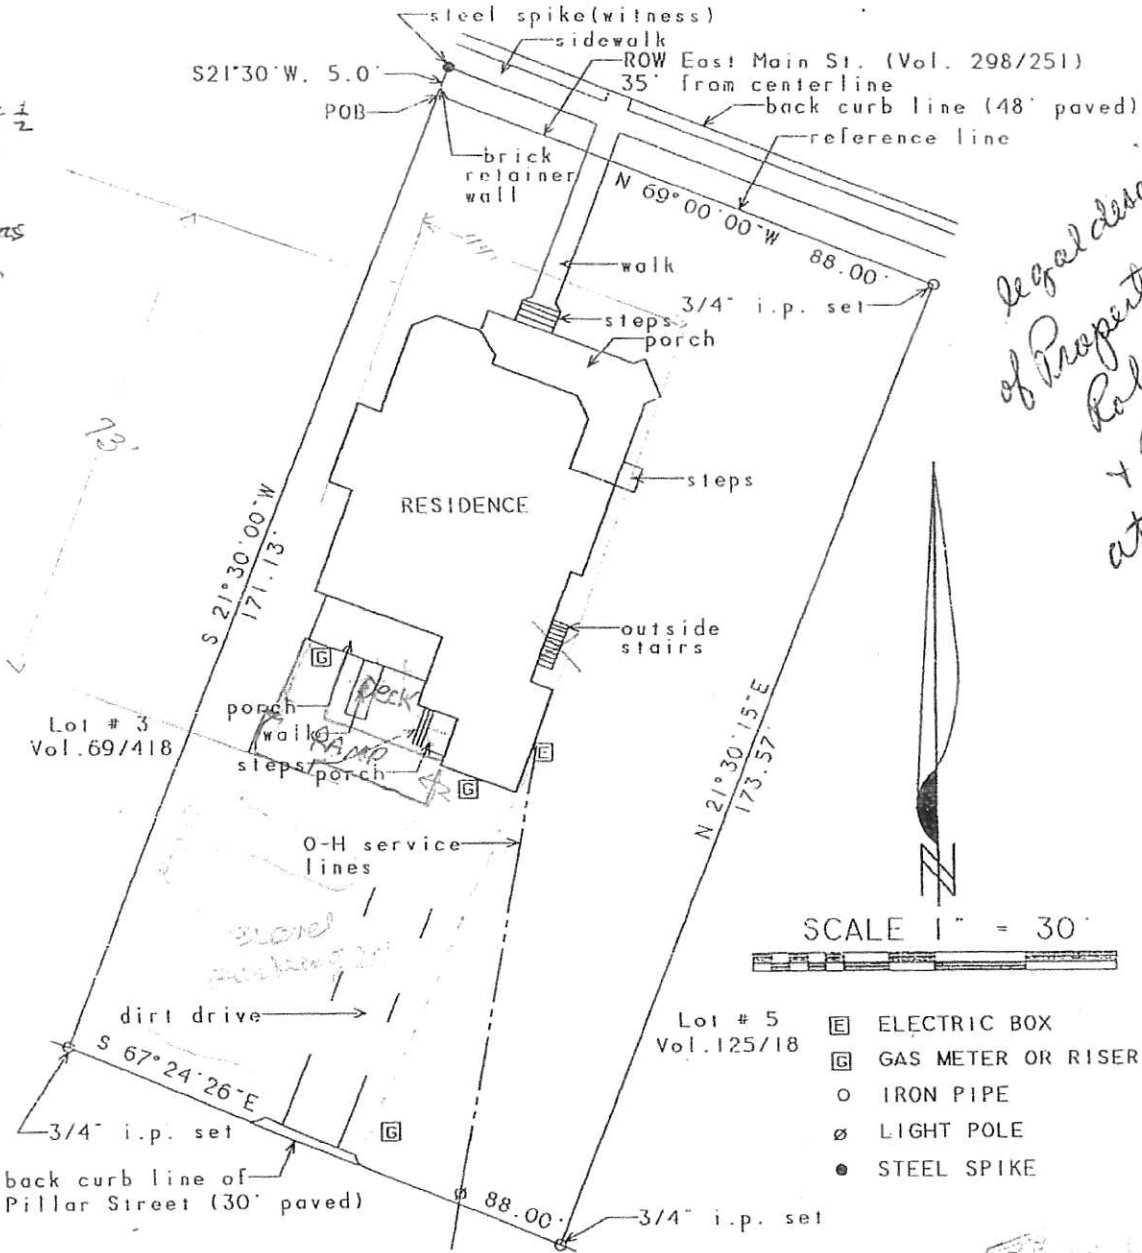 steel spike(witness)
sidewalk
S21°30'W, 5.0'
ROW East Main St. (Vol. 298/251)
35' from centerline
POB
back curb line (48' paved)
reference line
brick
retainer
wall
N 69°00'00"W 88.00'
44'
walk
3/4" i.p. set
steps
porch
legal
of
at
73'
RESIDENCE
steps
S 21°30'00"W
171.13'
outside
stairs
N 21°30'15"E
173.57'
G
Deck
porch
walk
RAMP
steps
porch
Lot # 3
Vol.69/418
E
G
O-H service
lines
SCALE 1" = 30'
dirt drive
Lot # 5
Vol.125/18
E ELECTRIC BOX
G GAS METER OR RISER
IRON PIPE
LIGHT POLE
STEEL SPIKE
S 67°24'26"E
88.00'
3/4" i.p. set
G
back curb line of
Pillar Street (30' paved)
3/4" i.p. set
N